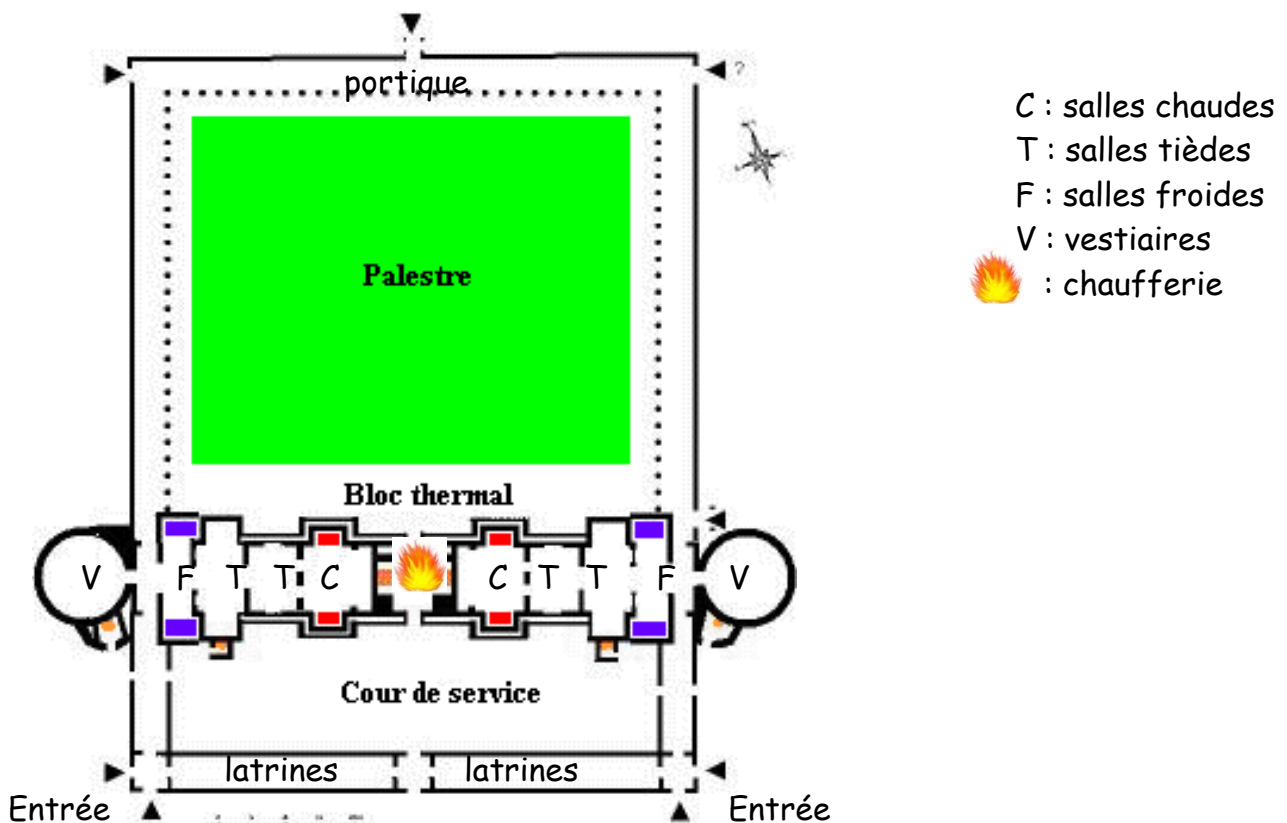 portique
?
C : salles chaudes
T : salles tièdes
F : salles froides
V : vestiaires
: chaufferie
Palestre
Bloc thermal
V F T T C C T T F V
Cour de service
latrines latrines
Entrée Entrée